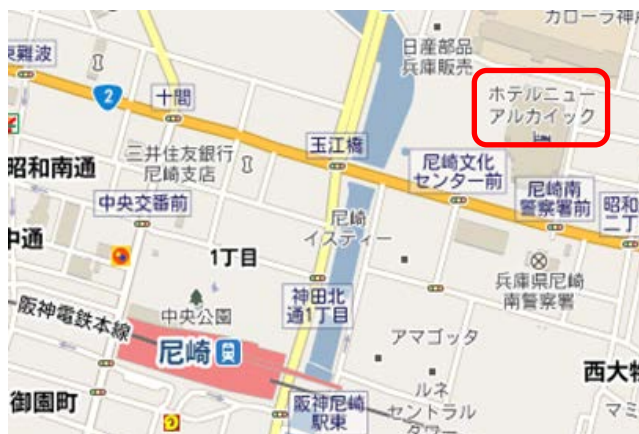 カローラ神
日産部品
兵庫販売
東難波
2
十間
ホテルニュー
アルカイック
玉江橋
三井住友銀行
尼崎支店
昭和南通
尼崎文化
センター前
尼崎南
警察署前
昭和
二丁
中央交番前
尼崎
イスティー
中通
1丁目
兵庫県尼崎
南警察署
神田北
通1丁目
阪神電鉄本線
中央公園
アマゴッタ
尼崎
西大物
御園町
阪神尼崎
駅東
ルネ
セントラル
タワー
マミ